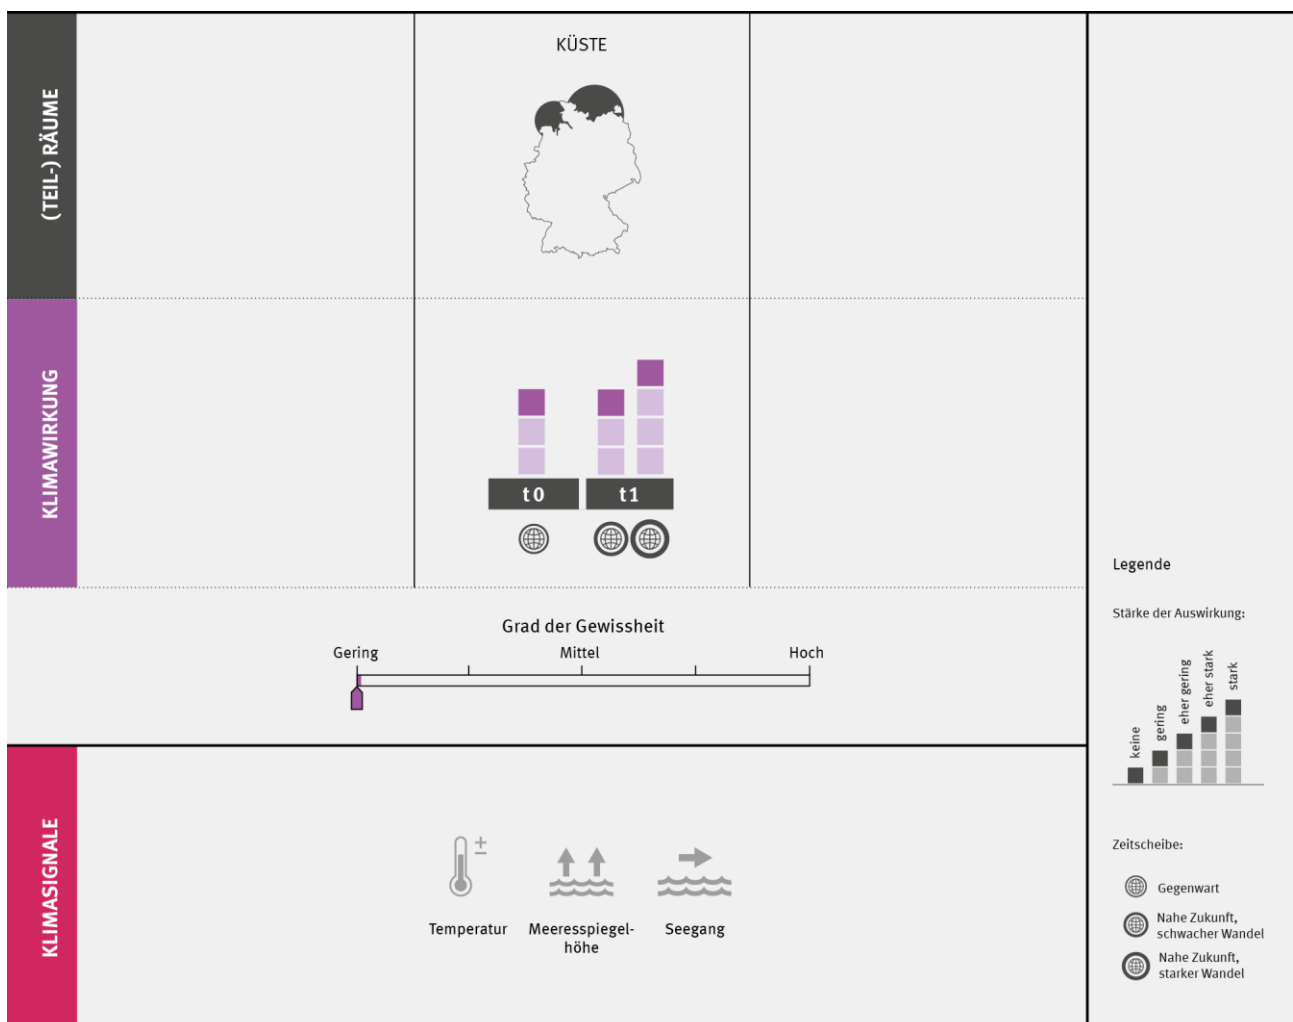 (TEIL-) RÄUME
KÜSTE
KLIMAWIRKUNG
t0
t1
Grad der Gewissheit
Gering
Mittel
Hoch
KLIMASIGNALE
±
Temperatur
Meeresspiegel-
höhe
Seegang
Legende
Stärke der Auswirkung:
keine
gering
eher gering
eher stark
stark
Zeitscheibe:
Gegenwart
Nahe Zukunft,
schwacher Wandel
Nahe Zukunft,
starker Wandel